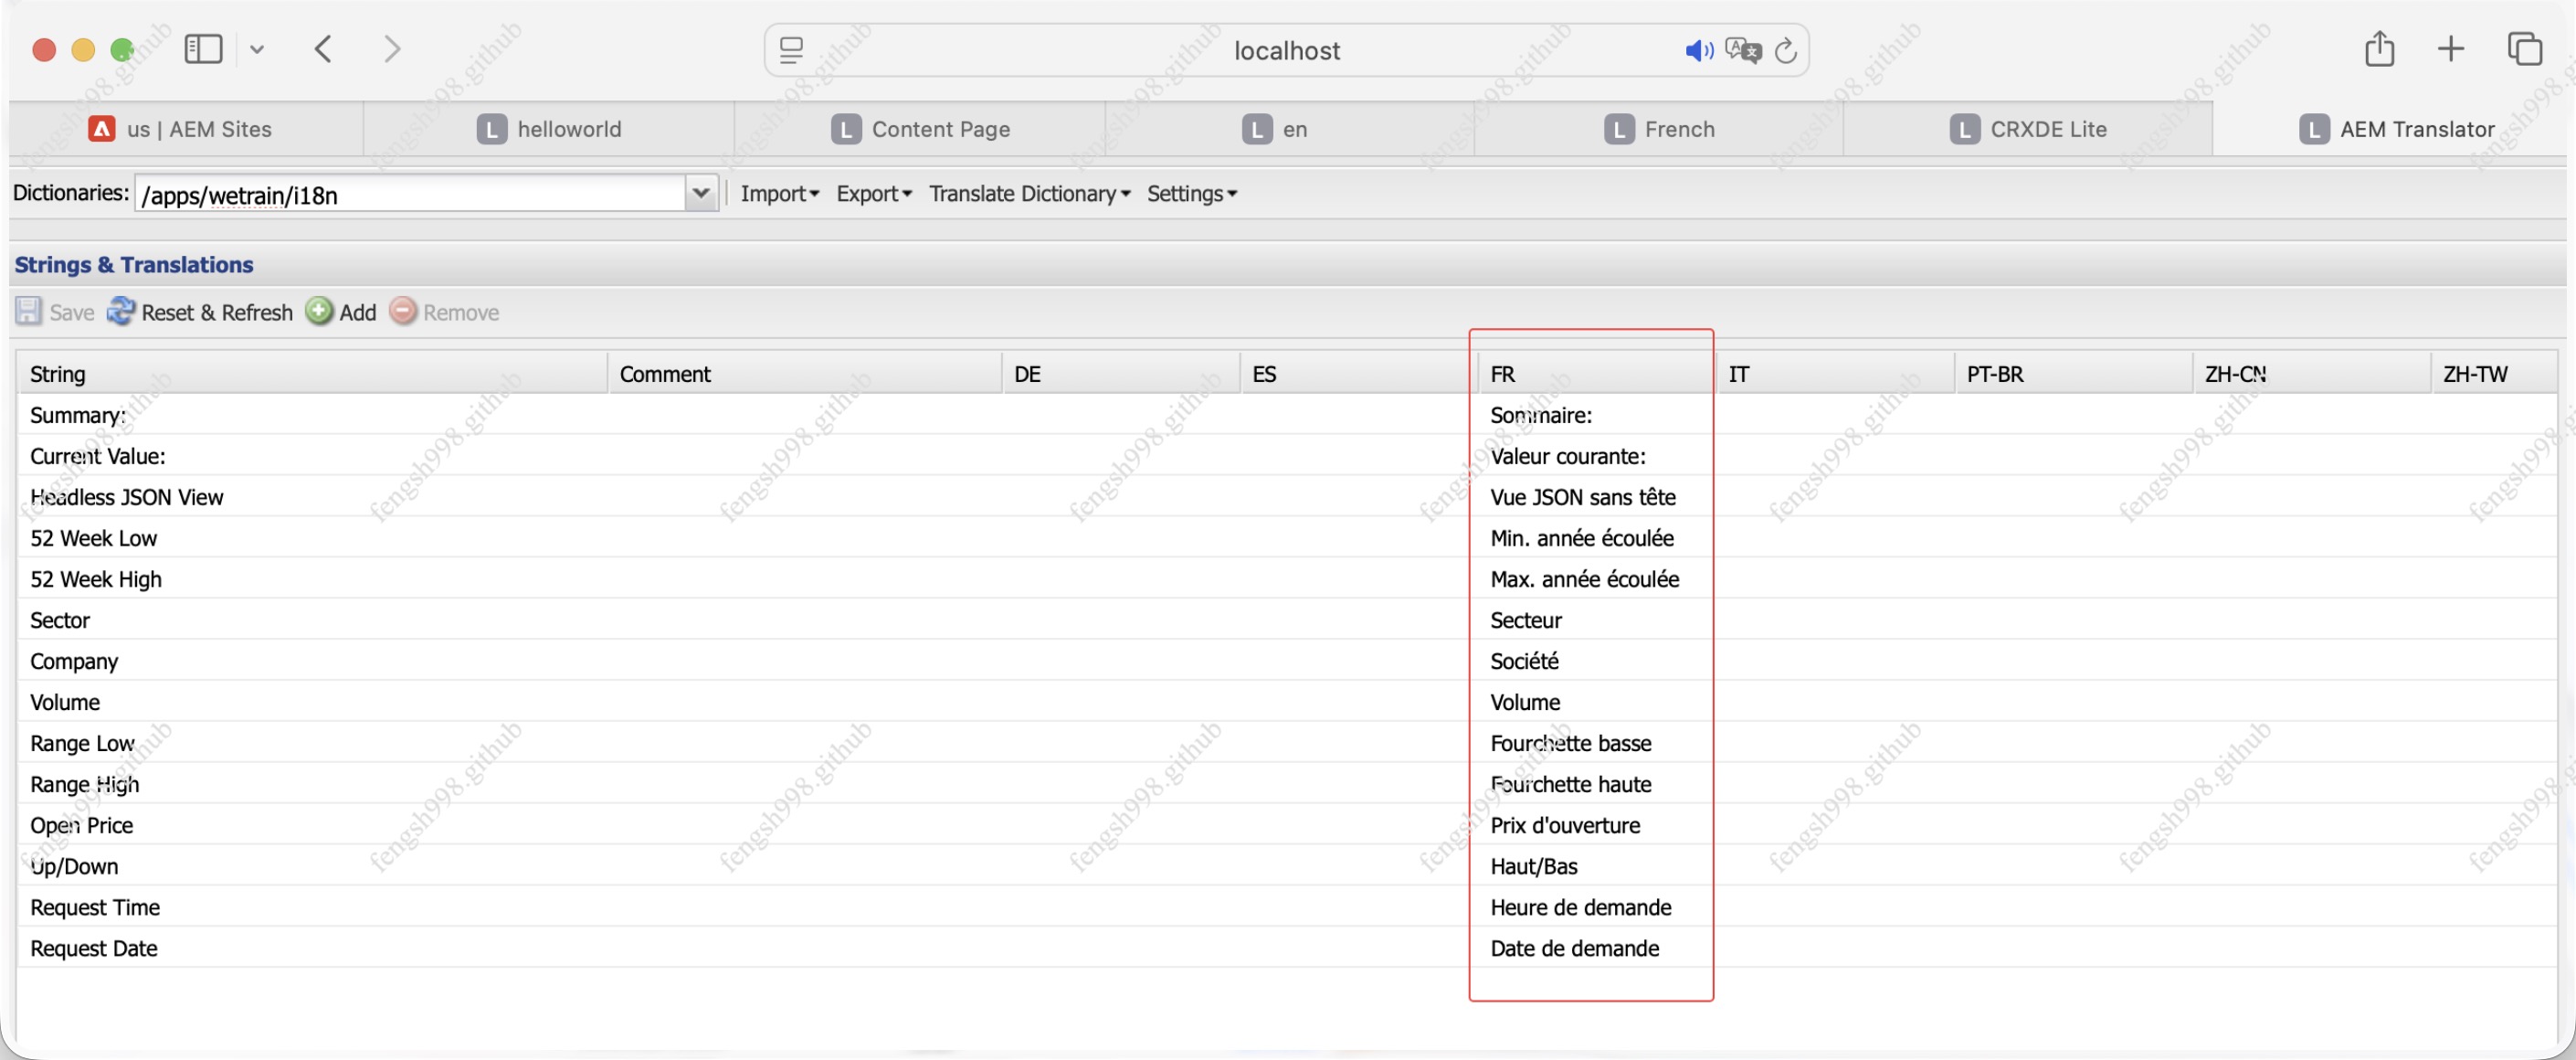 localhost
us | AEM Sites
L helloworld
L Content Page
L en
L French
L CRXDE Lite
L AEM Translator
Dictionaries: /apps/wetrain/i18n Import Export Translate Dictionary Settings
Strings & Translations
Save Reset & Refresh Add Remove
String Comment DE ES FR IT PT-BR ZH-CN ZH-TW
Summary: Sommaire:
Current Value: Valeur courante:
Headless JSON View Vue JSON sans tête
52 Week Low Min. année écoulée
52 Week High Max. année écoulée
Sector Secteur
Company Société
Volume Volume
Range Low Fourchette basse
Range High Fourchette haute
Open Price Prix d'ouverture
Up/Down Haut/Bas
Request Time Heure de demande
Request Date Date de demande
fengsh998.github